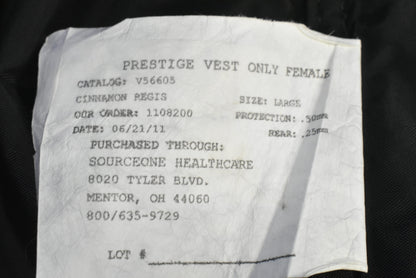 PRESTIGE VEST ONLY FEMALE
CATALOG: V56605
CINNAMON REGIS SIZE: LARGE
OUR ORDER: 1108200 PROTECTION: .50mm
DATE: 06/21/11 REAR: .25mm
PURCHASED THROUGH:
SOURCEONE HEALTHCARE
8020 TYLER BLVD.
MENTOR, OH 44060
800/635-9729
LOT #